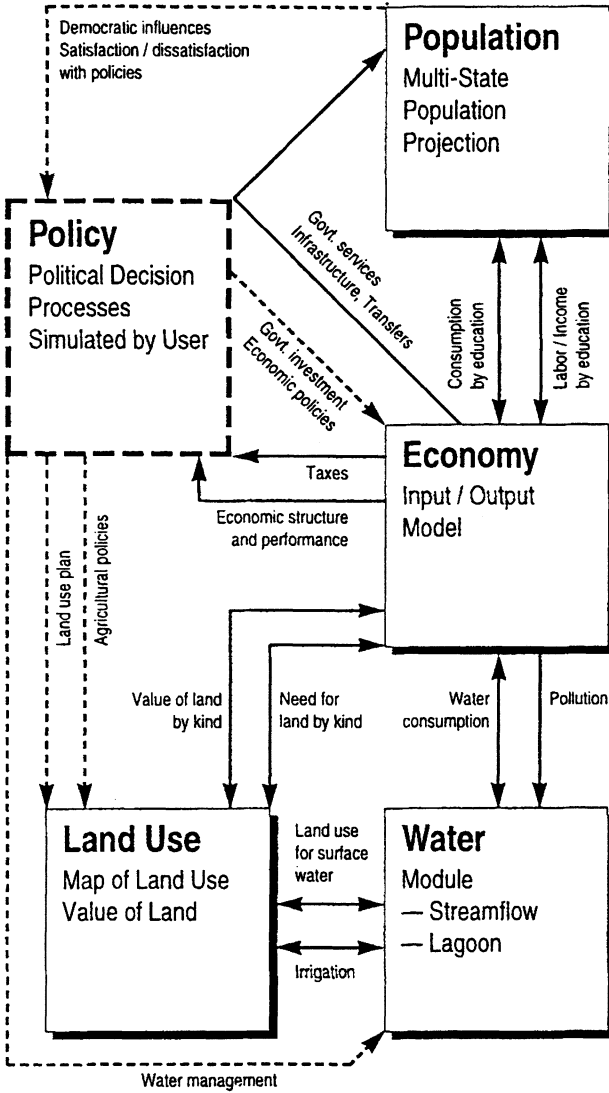 Democratic influences
Satisfaction / dissatisfaction
with policies
Population
Multi-State
Population
Projection
Policy
Political Decision
Processes
Simulated by User
Govt. services
Infrastructure, Transfers
Govt. investment
Economic policies
Consumption
by education
Labor / Income
by education
Economy
Input / Output
Model
Taxes
Economic structure
and performance
Land use plan
Agricultural policies
Value of land
by kind
Need for
land by kind
Water
consumption
Pollution
Land Use
Map of Land Use
Value of Land
Land use
for surface
water
Irrigation
Water
Module
— Streamflow
— Lagoon
Water management